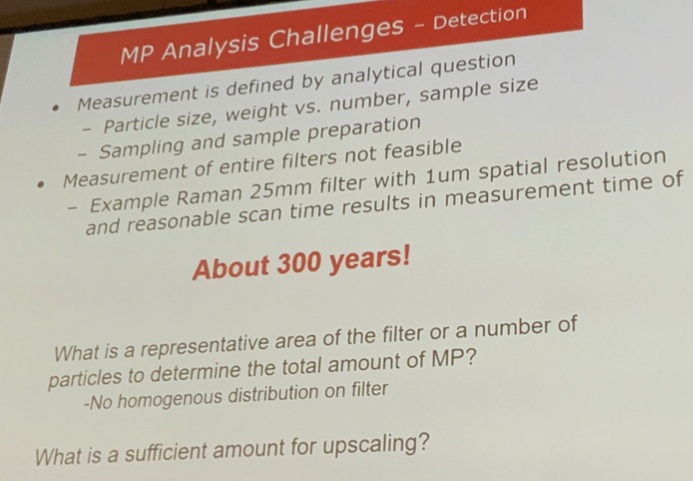 MP Analysis Challenges – Detection
• Measurement is defined by analytical question
– Particle size, weight vs. number, sample size
– Sampling and sample preparation
• Measurement of entire filters not feasible
– Example Raman 25mm filter with 1um spatial resolution
and reasonable scan time results in measurement time of
About 300 years!
What is a representative area of the filter or a number of
particles to determine the total amount of MP?
-No homogenous distribution on filter
What is a sufficient amount for upscaling?